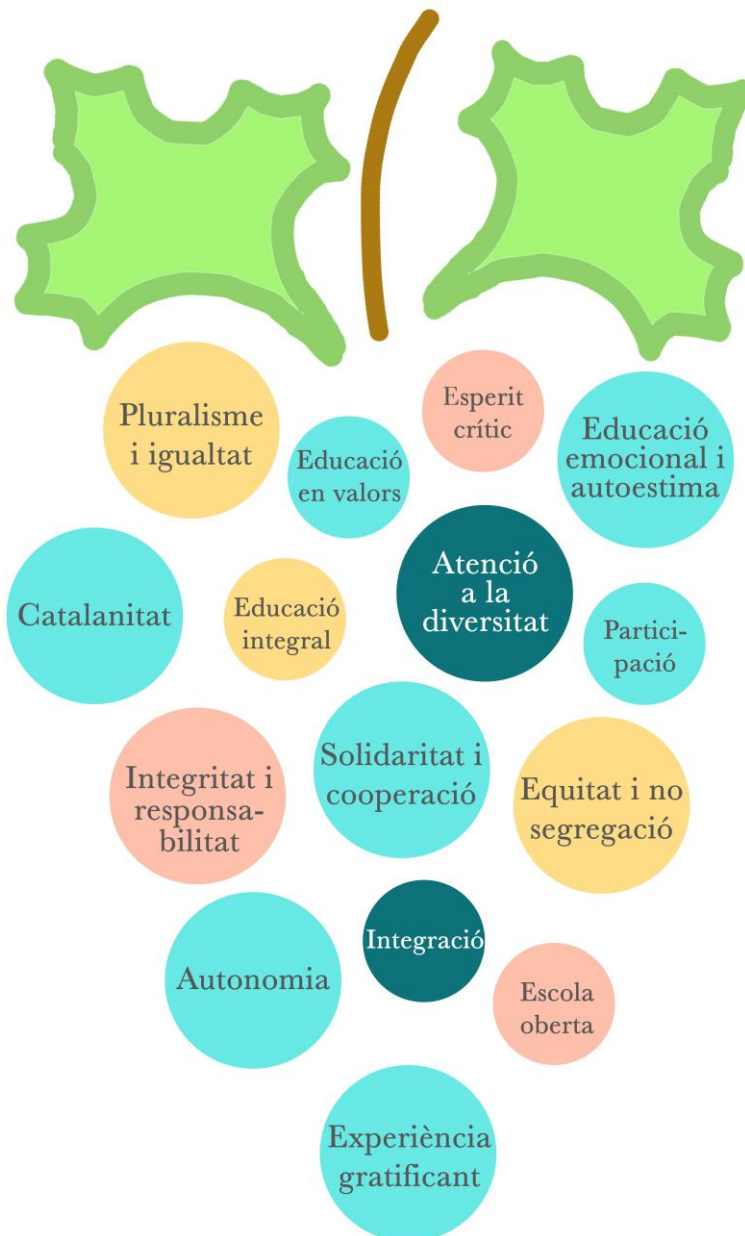 Pluralisme
i igualtat
Educació
en valors
Esperit
crític
Educació
emocional i
autoestima
Catalanitat
Educació
integral
Atenció
a la
diversitat
Partici-
pació
Integritat i
responsa-
bilitat
Solidaritat i
cooperació
Equitat i no
segregació
Autonomia
Integració
Escola
oberta
Experiència
gratificant